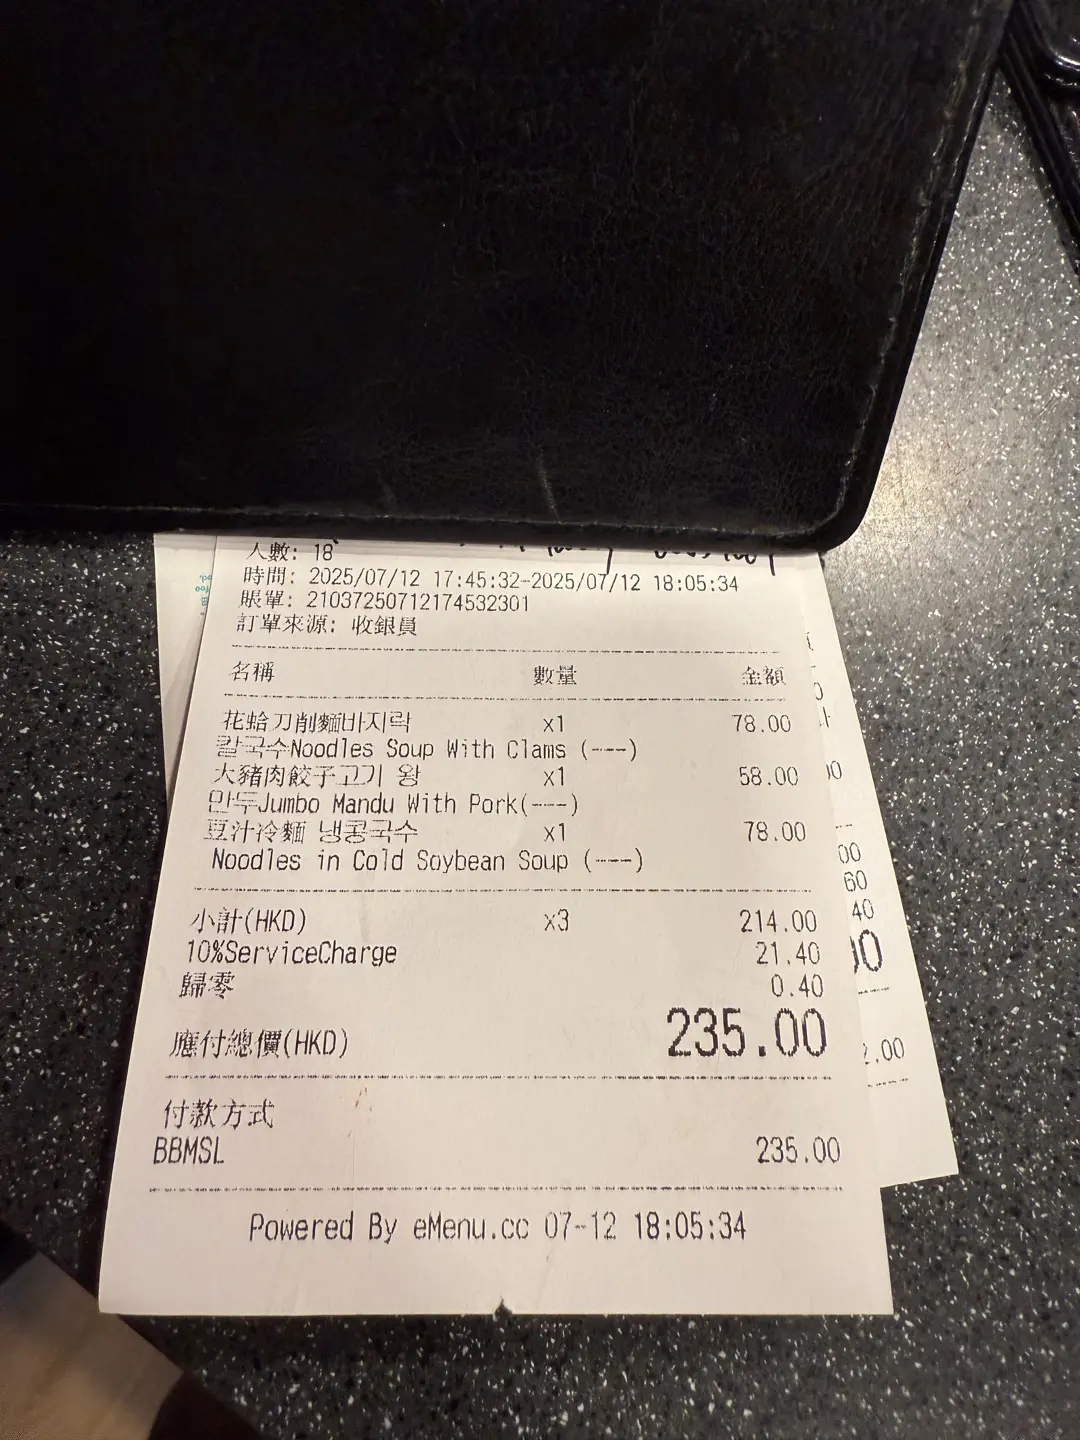 人數: 18
時間: 2025/07/12 17:45:32-2025/07/12 18:05:34
賬單: 21037250712174532301
訂單來源: 收銀員
名稱 數量 金額
花蛤刀削麵바지락 x1 78.00
칼국수Noodles Soup With Clams (---)
大豬肉餃子고기 왕 x1 58.00
만두Jumbo Mandu With Pork(---)
豆汁冷麵 냉콩국수 x1 78.00
Noodles in Cold Soybean Soup (---)
小計(HKD) x3 214.00
10%ServiceCharge 21.40
歸零 0.40
應付總價(HKD) 235.00
付款方式
BBMSL 235.00
Powered By eMenu.cc 07-12 18:05:34
00
60
40
2.00